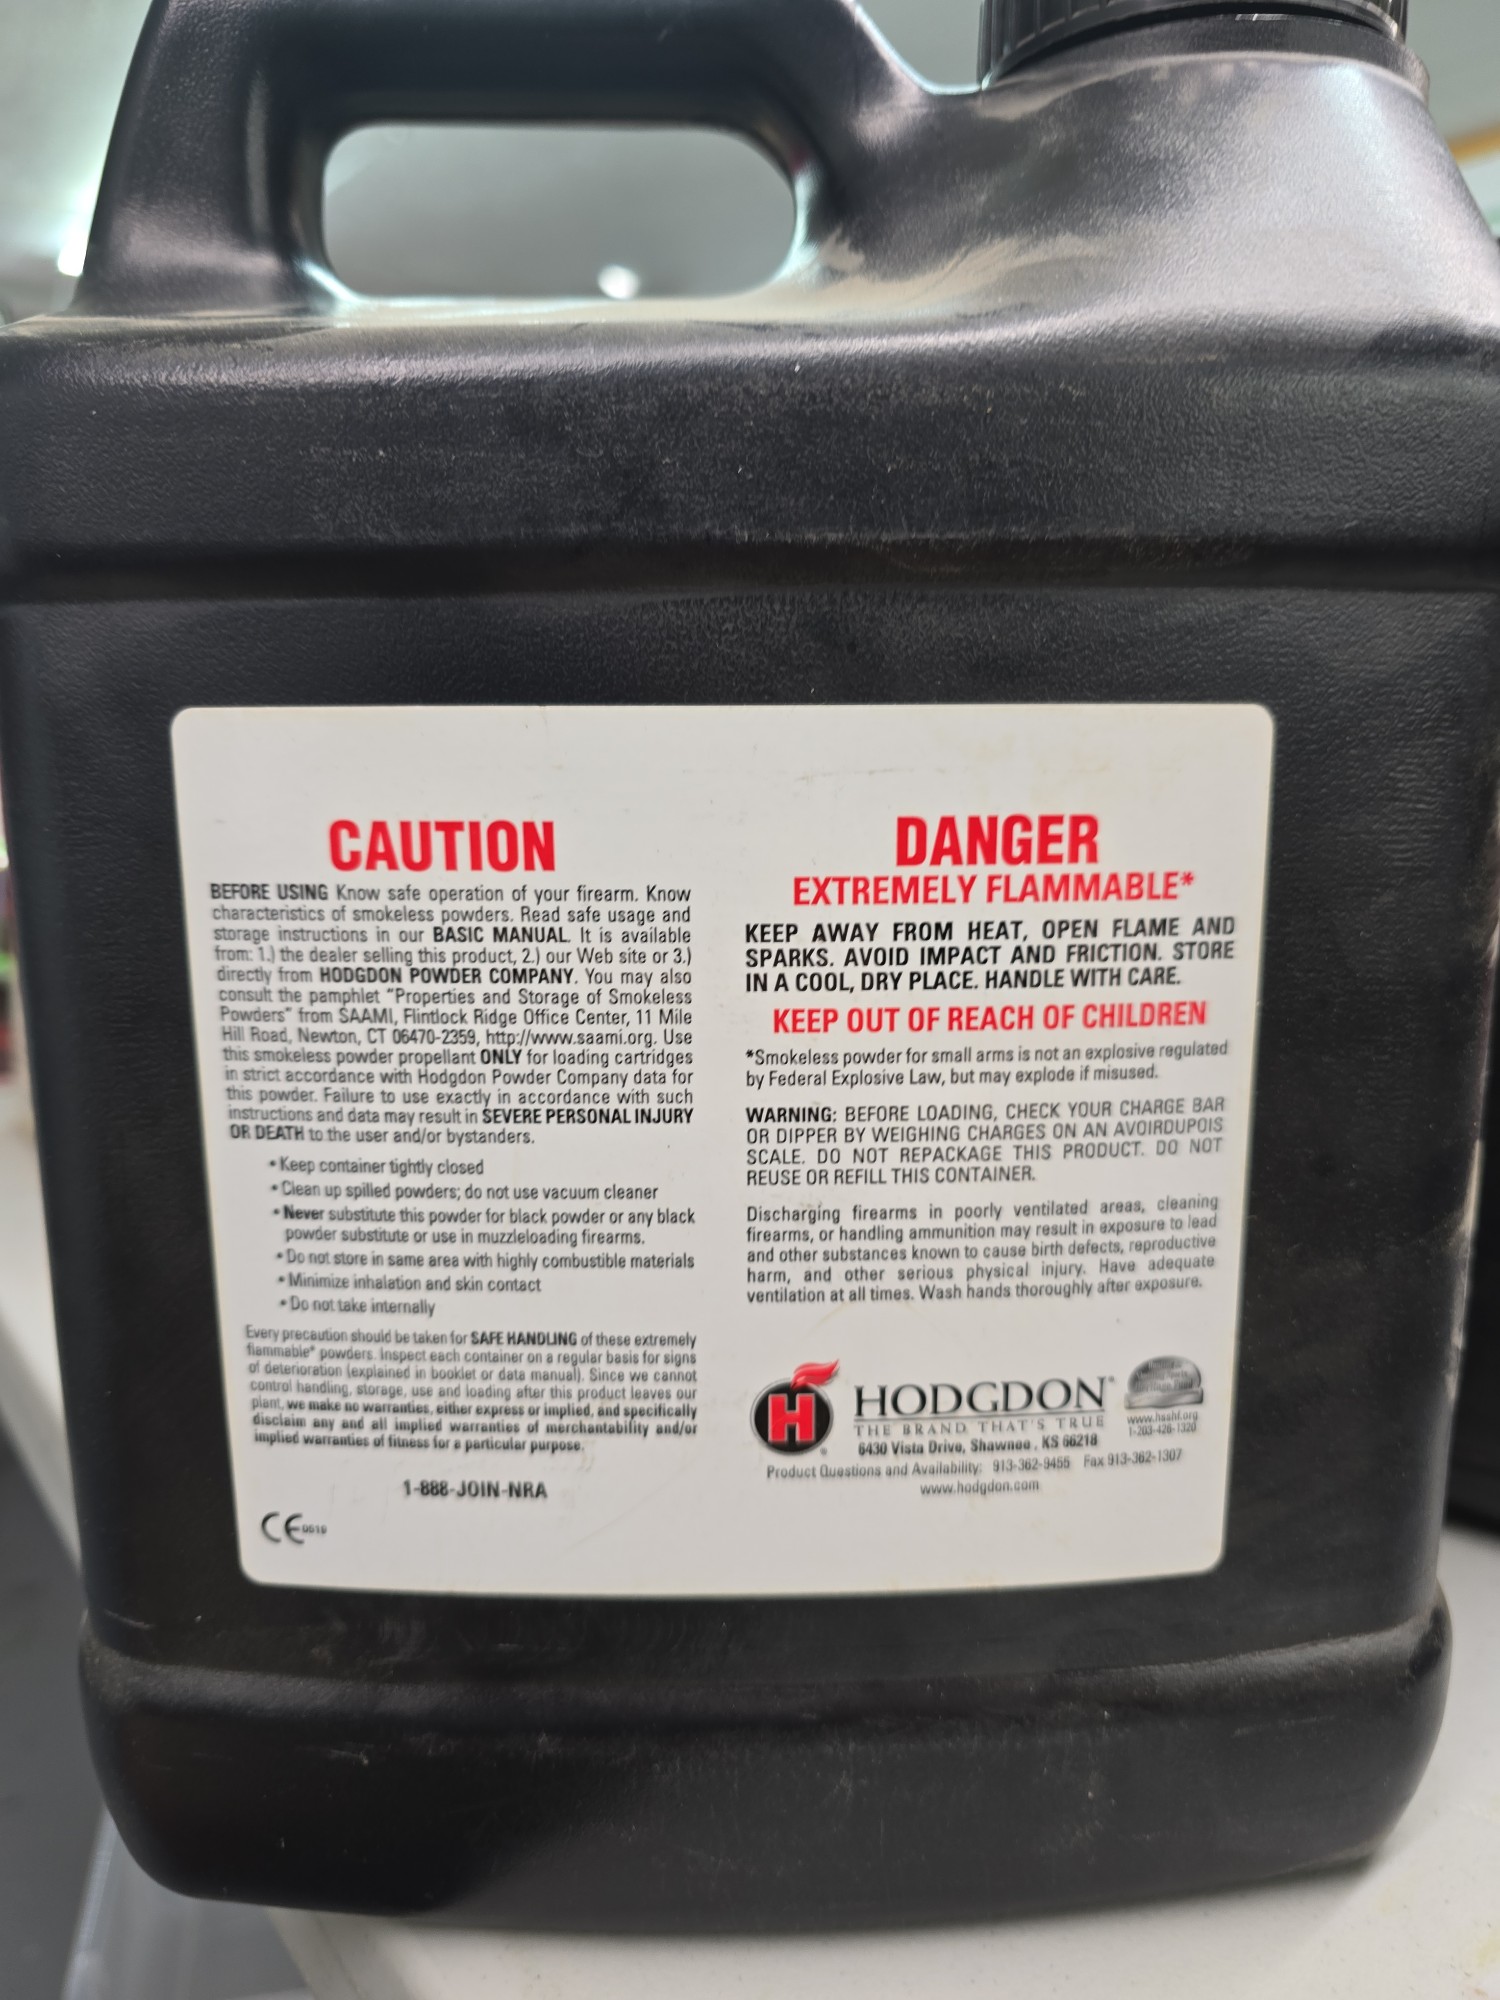 CAUTION
BEFORE USING Know safe operation of your firearm. Know
characteristics of smokeless powders. Read safe usage and
storage instructions in our BASIC MANUAL. It is available
from: 1.) the dealer selling this product, 2.) our Web site or 3.)
directly from HODGDON POWDER COMPANY. You may also
consult the pamphlet "Properties and Storage of Smokeless
Powders" from SAAMI, Flintlock Ridge Office Center, 11 Mile
Hill Road, Newton, CT 06470-2359, http://www.saami.org. Use
this smokeless powder propellant ONLY for loading cartridges
in strict accordance with Hodgdon Powder Company data for
this powder. Failure to use exactly in accordance with such
instructions and data may result in SEVERE PERSONAL INJURY
OR DEATH to the user and/or bystanders.
• Keep container tightly closed
• Clean up spilled powders; do not use vacuum cleaner
• Never substitute this powder for black powder or any black
powder substitute or use in muzzleloading firearms.
• Do not store in same area with highly combustible materials
• Minimize inhalation and skin contact
• Do not take internally
Every precaution should be taken for SAFE HANDLING of these extremely
flammable* powders. Inspect each container on a regular basis for signs
of deterioration (explained in booklet or data manual). Since we cannot
control handling, storage, use and loading after this product leaves our
plant, we make no warranties, either express or implied, and specifically
disclaim any and all implied warranties of merchantability and/or
implied warranties of fitness for a particular purpose.
1-888-JOIN-NRA
CE
DANGER
EXTREMELY FLAMMABLE*
KEEP AWAY FROM HEAT, OPEN FLAME AND
SPARKS. AVOID IMPACT AND FRICTION. STORE
IN A COOL, DRY PLACE. HANDLE WITH CARE.
KEEP OUT OF REACH OF CHILDREN
*Smokeless powder for small arms is not an explosive regulated
by Federal Explosive Law, but may explode if misused.
WARNING: BEFORE LOADING, CHECK YOUR CHARGE BAR
OR DIPPER BY WEIGHING CHARGES ON AN AVOIRDUPOIS
SCALE. DO NOT REPACKAGE THIS PRODUCT. DO NOT
REUSE OR REFILL THIS CONTAINER.
Discharging firearms in poorly ventilated areas, cleaning
firearms, or handling ammunition may result in exposure to lead
and other substances known to cause birth defects, reproductive
harm, and other serious physical injury. Have adequate
ventilation at all times. Wash hands thoroughly after exposure.
H
HODGDON®
THE BRAND THAT'S TRUE
www.hsshf.org
1-203-426-1320
6430 Vista Drive, Shawnee, KS 66218
Product Questions and Availability: 913-362-9455 Fax 913-362-1307
www.hodgdon.com